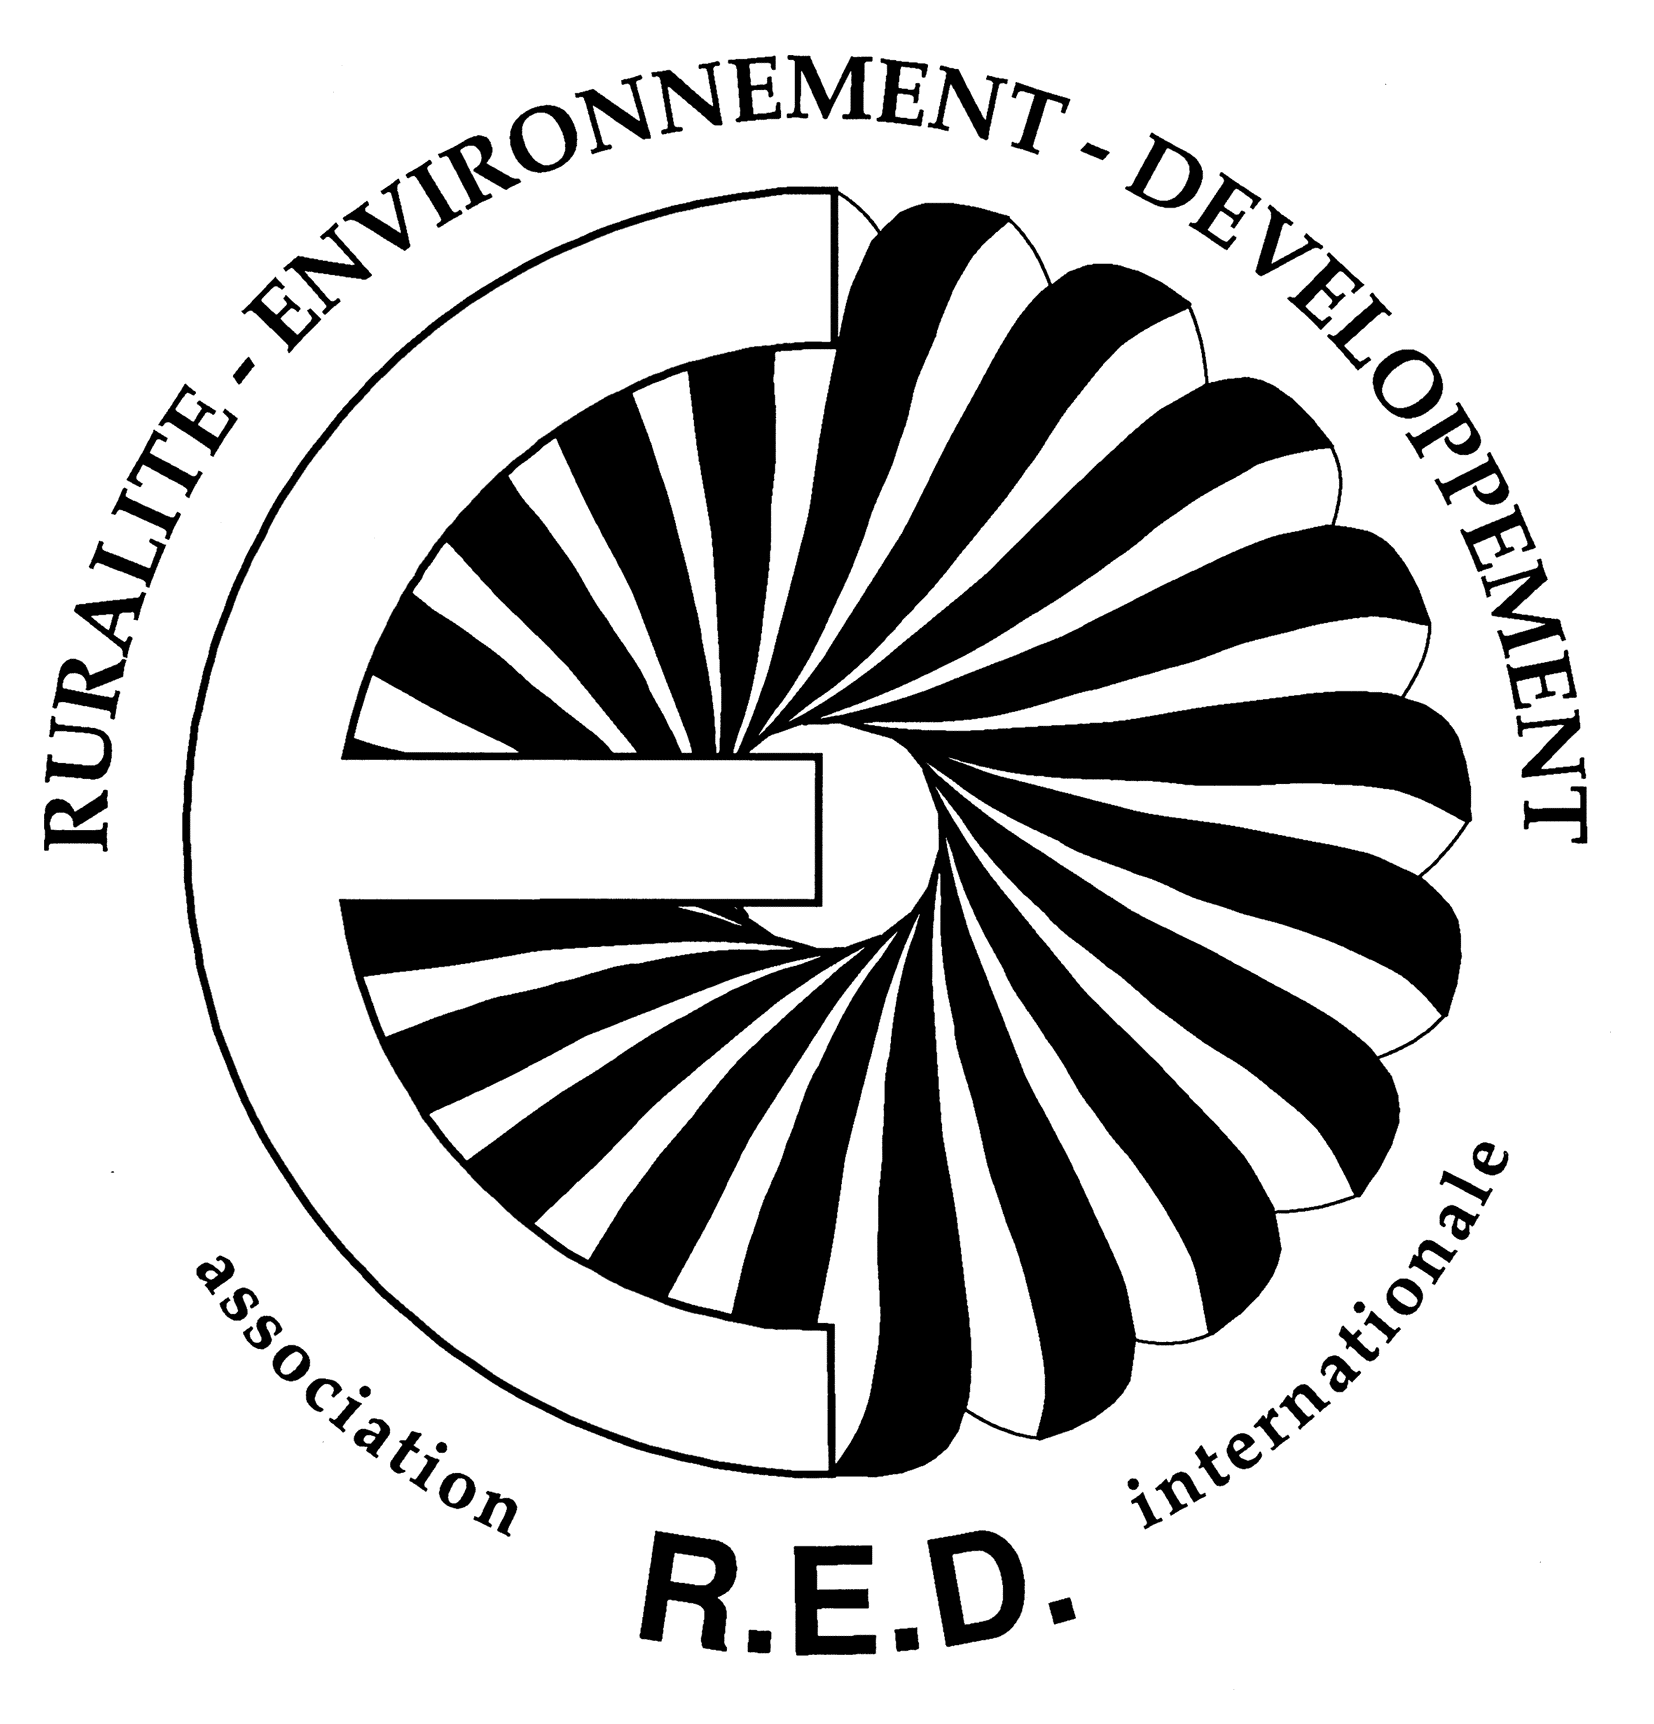 RURALITE - ENVIRONNEMENT - DEVELOPPEMENT
association
R.E.D.
internationale